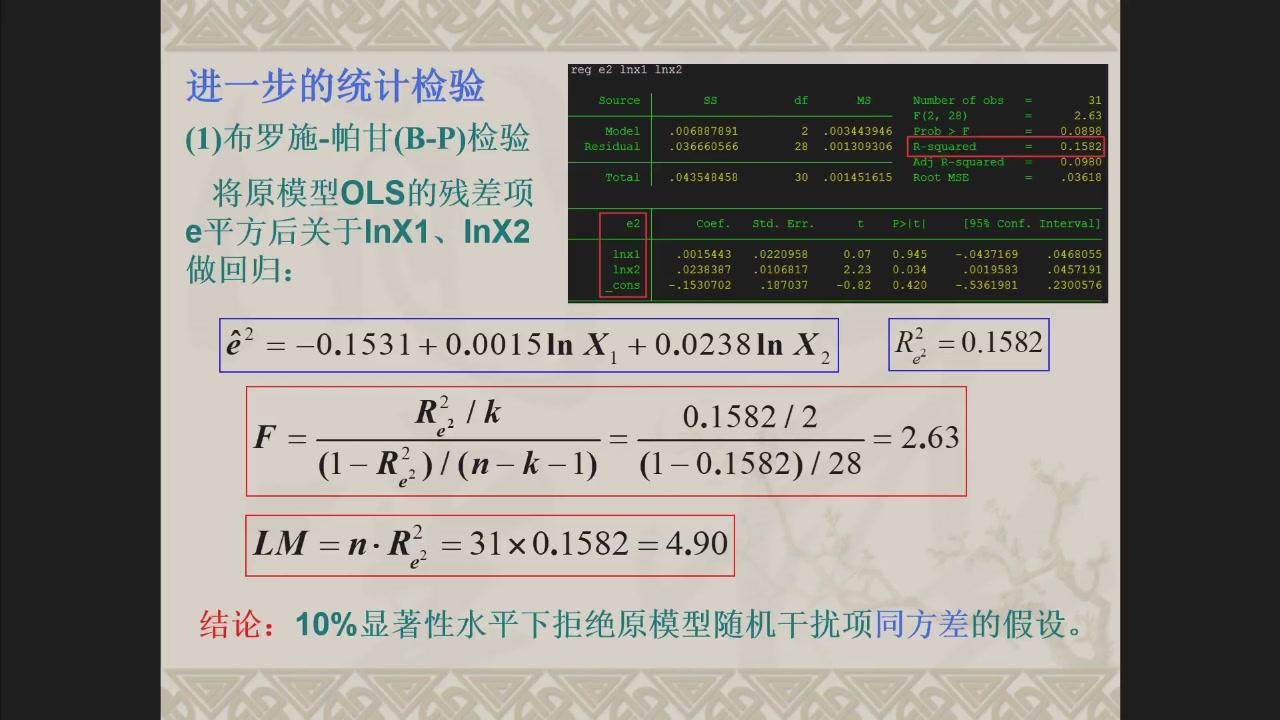 进一步的统计检验
(1)布罗施-帕甘(B-P)检验
将原模型OLS的残差项
e平方后关于lnX1、lnX2
做回归：
reg e2 lnx1 lnx2
Source SS df MS Number of obs = 31
F(2, 28) = 2.63
Model .006887891 2 .003443946 Prob > F = 0.0898
Residual .036660566 28 .001309306 R-squared = 0.1582
Adj R-squared = 0.0980
Total .043548458 30 .001451615 Root MSE = .03618
e2 Coef. Std. Err. t P>|t| [95% Conf. Interval]
lnx1 .0015443 .0220958 0.07 0.945 -.0437169 .0468055
lnx2 .0238387 .0106817 2.23 0.034 .0019583 .0457191
_cons -.1530702 .187037 -0.82 0.420 -.5361981 .2300576
ê² = −0.1531 + 0.0015 ln X₁ + 0.0238 ln X₂ R²_{e²} = 0.1582
F = (R²_{e²} / k) / ((1 − R²_{e²}) / (n − k − 1)) = (0.1582 / 2) / ((1 − 0.1582) / 28) = 2.63
LM = n · R²_{e²} = 31 × 0.1582 = 4.90
结论：10%显著性水平下拒绝原模型随机干扰项同方差的假设。